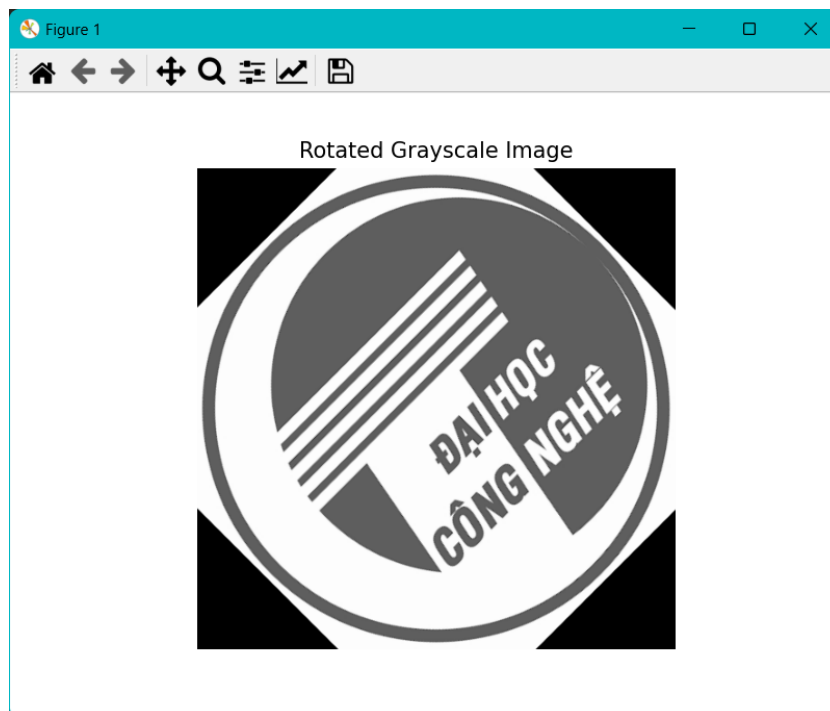 Figure 1
Rotated Grayscale Image
ĐẠI HỌC
CÔNG NGHỆ